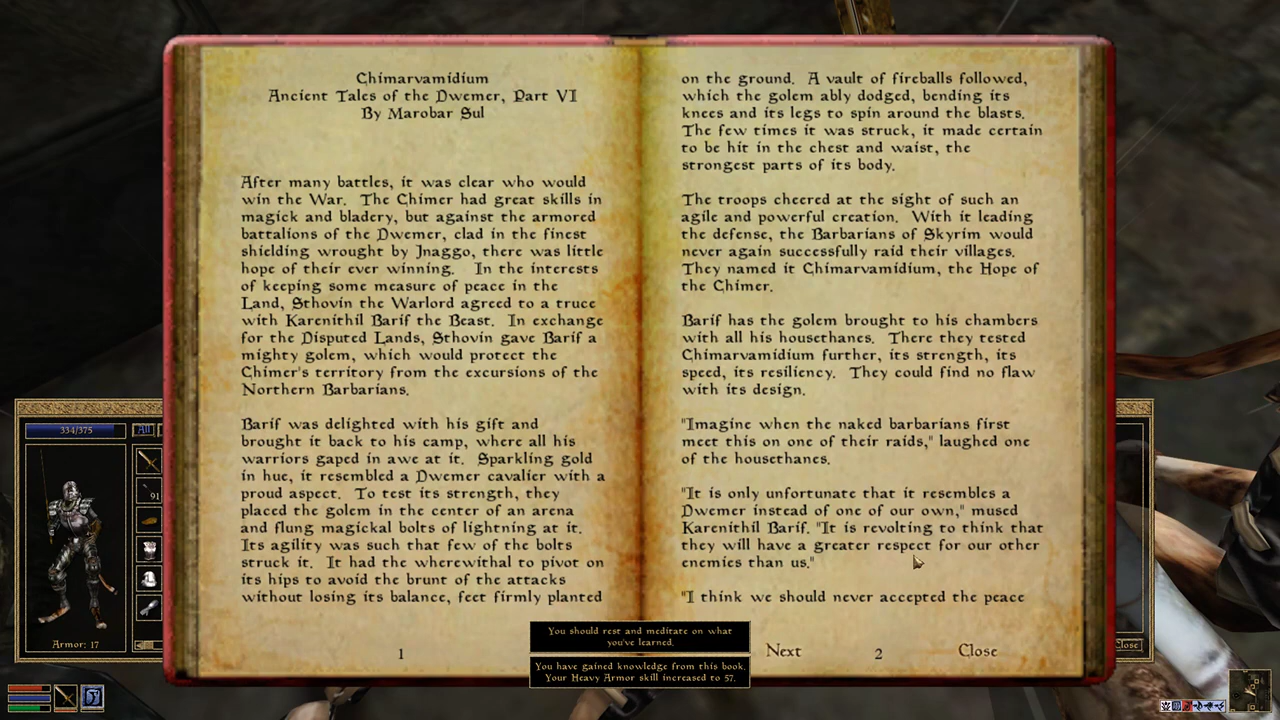 Chimarvamidium
Ancient Tales of the Dwemer, Part VI
By Marobar Sul
After many battles, it was clear who would
win the War.  The Chimer had great skills in
magick and bladery, but against the armored
battalions of the Dwemer, clad in the finest
shielding wrought by Jnaggo, there was little
hope of their ever winning.  In the interests
of keeping some measure of peace in the
Land, Sthovin the Warlord agreed to a truce
with Karenithil Barif the Beast.  In exchange
for the Disputed Lands, Sthovin gave Barif a
mighty golem, which would protect the
Chimer's territory from the excursions of the
Northern Barbarians.
Barif was delighted with his gift and
brought it back to his camp, where all his
warriors gaped in awe at it.  Sparkling gold
in hue, it resembled a Dwemer cavalier with a
proud aspect.  To test its strength, they
placed the golem in the center of an arena
and flung magickal bolts of lightning at it.
Its agility was such that few of the bolts
struck it.  It had the wherewithal to pivot on
its hips to avoid the brunt of the attacks
without losing its balance, feet firmly planted
1
on the ground.  A vault of fireballs followed,
which the golem ably dodged, bending its
knees and its legs to spin around the blasts.
The few times it was struck, it made certain
to be hit in the chest and waist, the
strongest parts of its body.
The troops cheered at the sight of such an
agile and powerful creation.  With it leading
the defense, the Barbarians of Skyrim would
never again successfully raid their villages.
They named it Chimarvamidium, the Hope of
the Chimer.
Barif has the golem brought to his chambers
with all his housethanes.  There they tested
Chimarvamidium further, its strength, its
speed, its resiliency.  They could find no flaw
with its design.
"Imagine when the naked barbarians first
meet this on one of their raids," laughed one
of the housethanes.
"It is only unfortunate that it resembles a
Dwemer instead of one of our own," mused
Karenithil Barif. "It is revolting to think that
they will have a greater respect for our other
enemies than us."
"I think we should never accepted the peace
Next
2
Close
You should rest and meditate on what
you've learned.
You have gained knowledge from this book.
Your Heavy Armor skill increased to 57.
334/375
All
91
Armor: 17
Close